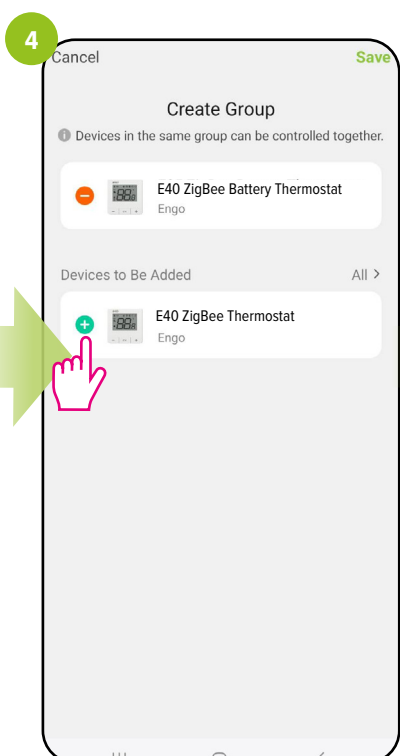 4
Cancel Save
Create Group
Devices in the same group can be controlled together.
E40 ZigBee Battery Thermostat
Engo
Devices to Be Added All >
E40 ZigBee Thermostat
Engo